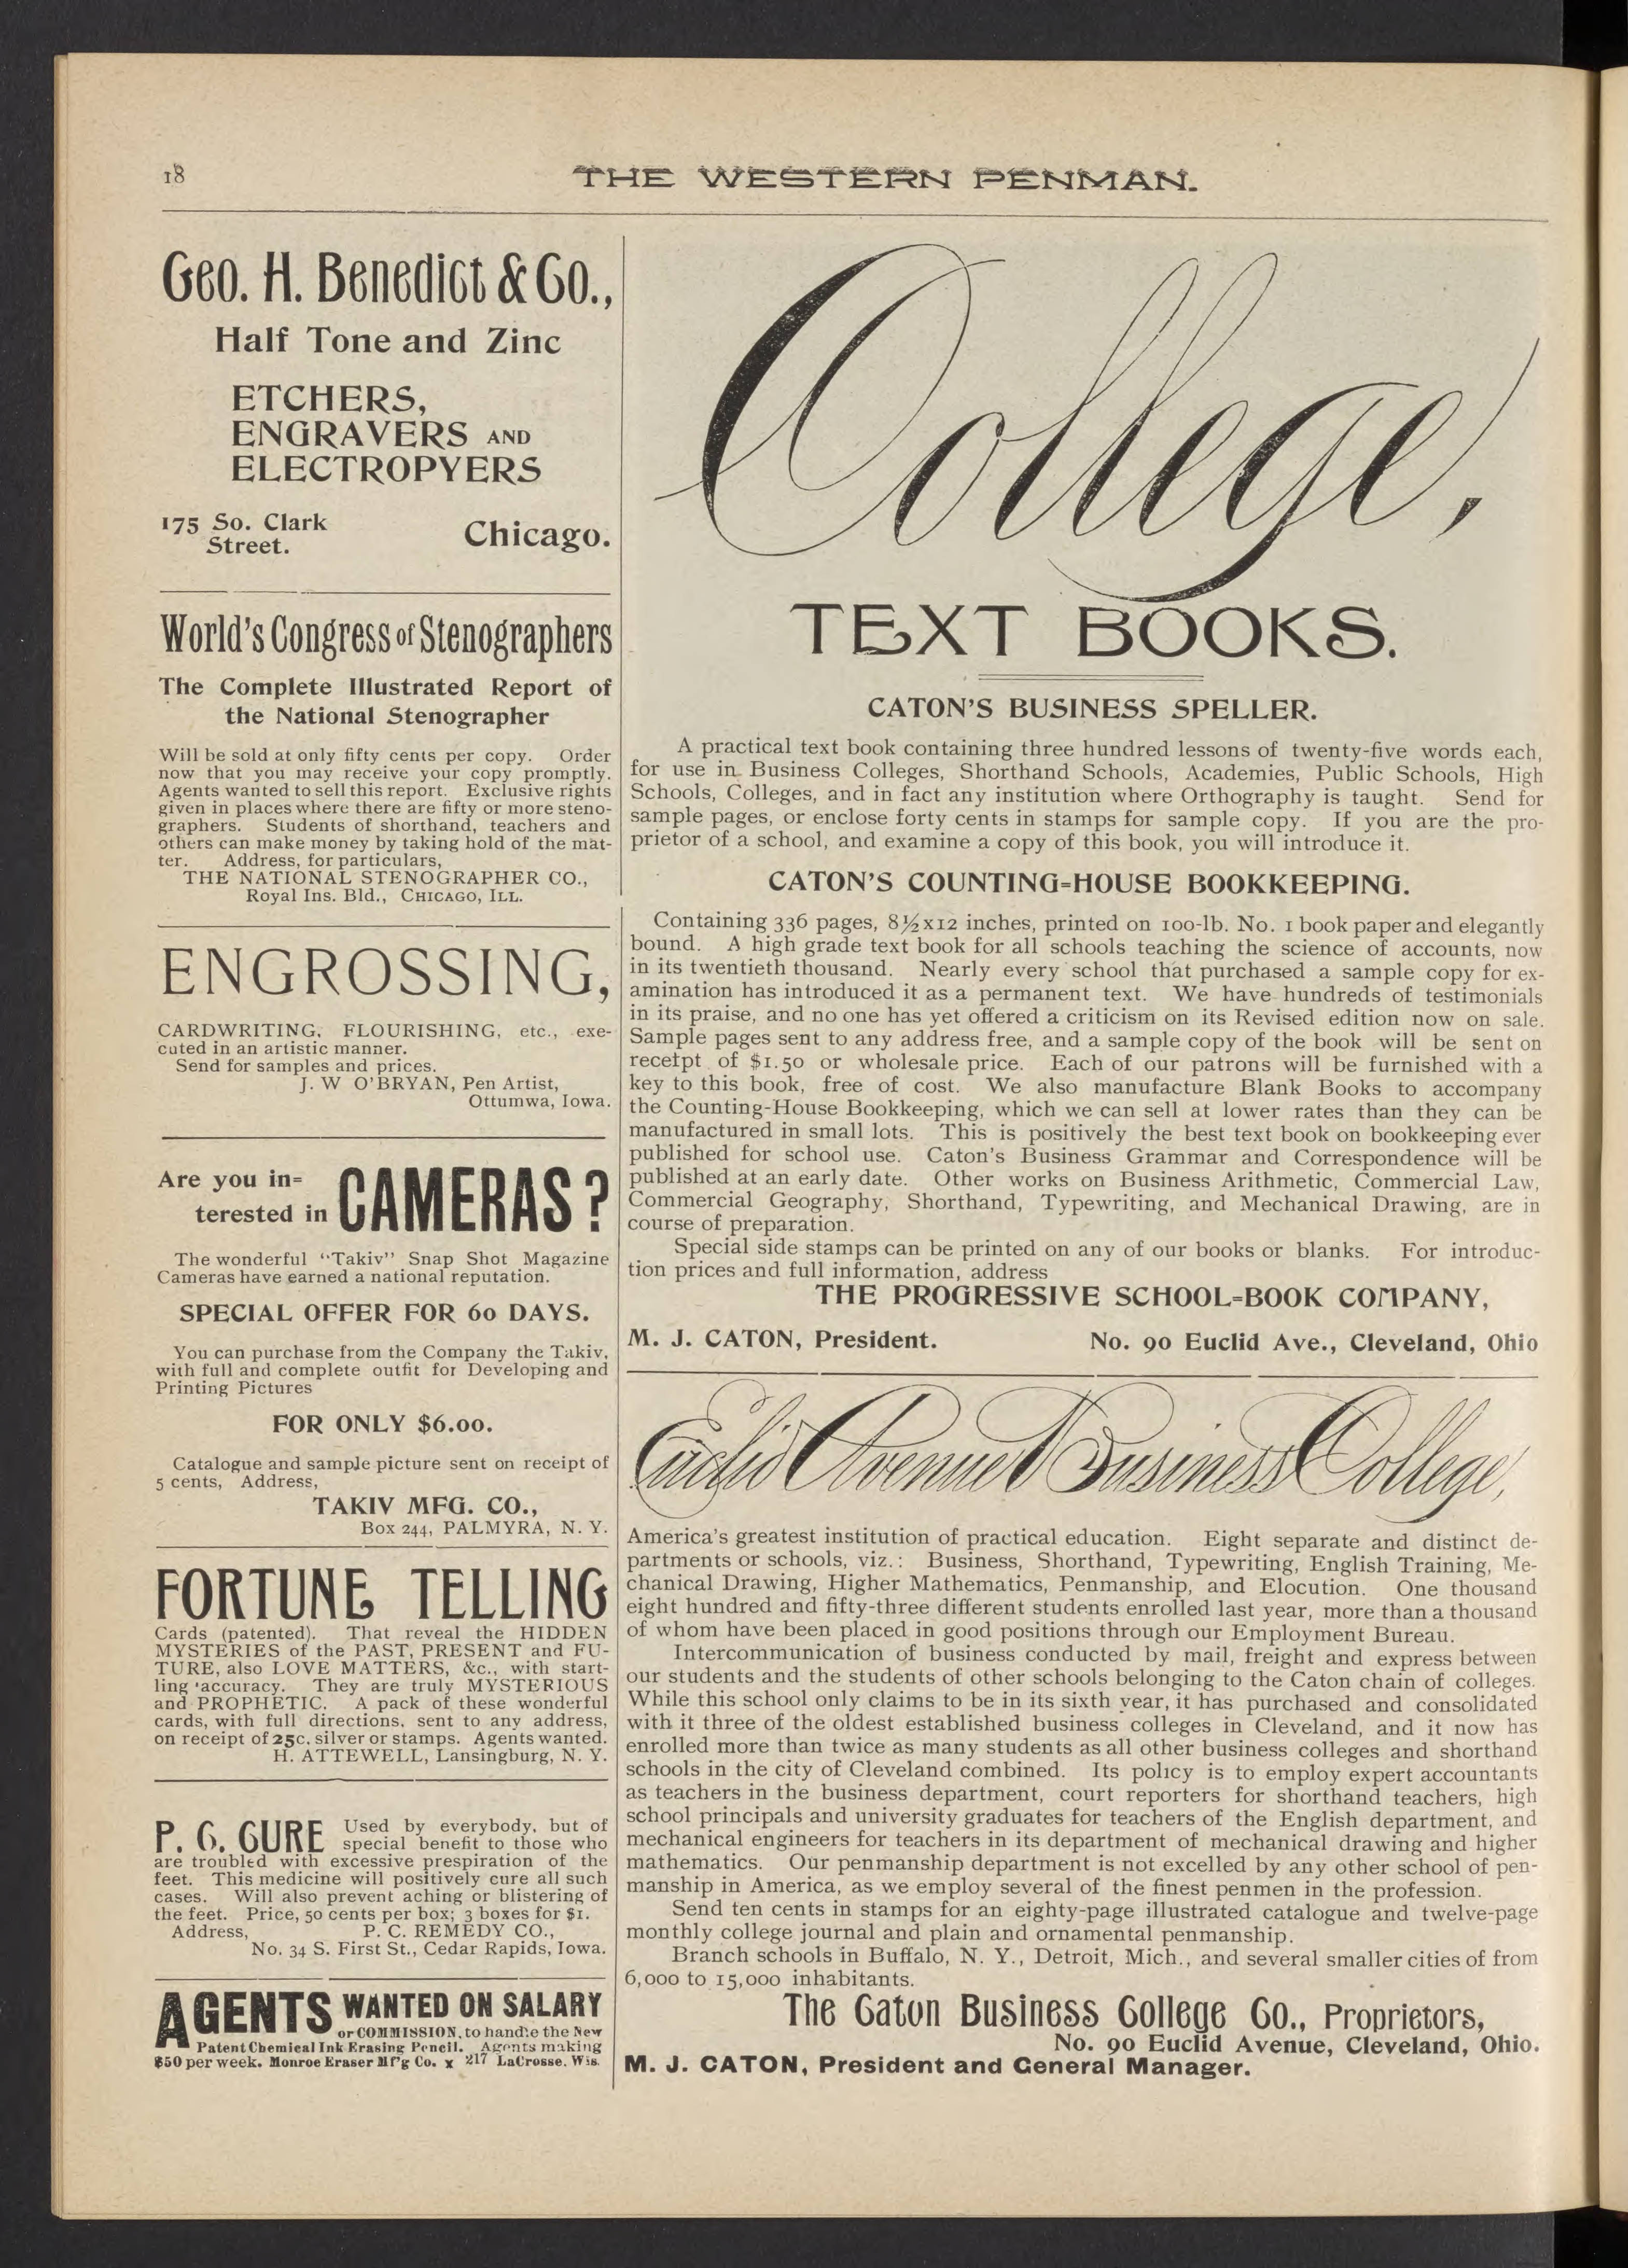 18
THE WESTERN PENMAN.
Geo. H. Benedict & Co.,
Half Tone and Zinc
ETCHERS,
ENGRAVERS AND
ELECTROPYERS
175 So. Clark
Street.
Chicago.
World's Congress of Stenographers
The Complete Illustrated Report of
the National Stenographer
Will be sold at only fifty cents per copy. Order
now that you may receive your copy promptly.
Agents wanted to sell this report. Exclusive rights
given in places where there are fifty or more steno-
graphers. Students of shorthand, teachers and
others can make money by taking hold of the mat-
ter. Address, for particulars,
THE NATIONAL STENOGRAPHER CO.,
Royal Ins. Bld., CHICAGO, ILL.
ENGROSSING,
CARDWRITING, FLOURISHING, etc., exe-
cuted in an artistic manner.
Send for samples and prices.
J. W O'BRYAN, Pen Artist,
Ottumwa, Iowa.
Are you in=
terested in CAMERAS?
The wonderful "Takiv" Snap Shot Magazine
Cameras have earned a national reputation.
SPECIAL OFFER FOR 60 DAYS.
You can purchase from the Company the Takiv,
with full and complete outfit for Developing and
Printing Pictures
FOR ONLY $6.00.
Catalogue and sample picture sent on receipt of
5 cents, Address,
TAKIV MFG. CO.,
Box 244, PALMYRA, N. Y.
FORTUNE TELLING
Cards (patented). That reveal the HIDDEN
MYSTERIES of the PAST, PRESENT and FU-
TURE, also LOVE MATTERS, &c., with start-
ling accuracy. They are truly MYSTERIOUS
and PROPHETIC. A pack of these wonderful
cards, with full directions, sent to any address,
on receipt of 25c. silver or stamps. Agents wanted.
H. ATTEWELL, Lansingburg, N. Y.
P. C. CURE Used by everybody, but of
special benefit to those who
are troubled with excessive prespiration of the
feet. This medicine will positively cure all such
cases. Will also prevent aching or blistering of
the feet. Price, 50 cents per box; 3 boxes for $1.
Address, P. C. REMEDY CO.,
No. 34 S. First St., Cedar Rapids, Iowa.
AGENTS WANTED ON SALARY
or COMMISSION, to handle the New
Patent Chemical Ink Erasing Pencil. Agents making
$50 per week. Monroe Eraser Mf'g Co. x 217 LaCrosse. Wis.
College,
TEXT BOOKS.
CATON'S BUSINESS SPELLER.
A practical text book containing three hundred lessons of twenty-five words each,
for use in Business Colleges, Shorthand Schools, Academies, Public Schools, High
Schools, Colleges, and in fact any institution where Orthography is taught. Send for
sample pages, or enclose forty cents in stamps for sample copy. If you are the pro-
prietor of a school, and examine a copy of this book, you will introduce it.
CATON'S COUNTING=HOUSE BOOKKEEPING.
Containing 336 pages, 8½x12 inches, printed on 100-lb. No. 1 book paper and elegantly
bound. A high grade text book for all schools teaching the science of accounts, now
in its twentieth thousand. Nearly every school that purchased a sample copy for ex-
amination has introduced it as a permanent text. We have hundreds of testimonials
in its praise, and no one has yet offered a criticism on its Revised edition now on sale.
Sample pages sent to any address free, and a sample copy of the book will be sent on
receipt of $1.50 or wholesale price. Each of our patrons will be furnished with a
key to this book, free of cost. We also manufacture Blank Books to accompany
the Counting-House Bookkeeping, which we can sell at lower rates than they can be
manufactured in small lots. This is positively the best text book on bookkeeping ever
published for school use. Caton's Business Grammar and Correspondence will be
published at an early date. Other works on Business Arithmetic, Commercial Law,
Commercial Geography, Shorthand, Typewriting, and Mechanical Drawing, are in
course of preparation.
Special side stamps can be printed on any of our books or blanks. For introduc-
tion prices and full information, address
THE PROGRESSIVE SCHOOL=BOOK COMPANY,
M. J. CATON, President. No. 90 Euclid Ave., Cleveland, Ohio
Euclid Avenue Business College,
America's greatest institution of practical education. Eight separate and distinct de-
partments or schools, viz.: Business, Shorthand, Typewriting, English Training, Me-
chanical Drawing, Higher Mathematics, Penmanship, and Elocution. One thousand
eight hundred and fifty-three different students enrolled last year, more than a thousand
of whom have been placed in good positions through our Employment Bureau.
Intercommunication of business conducted by mail, freight and express between
our students and the students of other schools belonging to the Caton chain of colleges.
While this school only claims to be in its sixth year, it has purchased and consolidated
with it three of the oldest established business colleges in Cleveland, and it now has
enrolled more than twice as many students as all other business colleges and shorthand
schools in the city of Cleveland combined. Its policy is to employ expert accountants
as teachers in the business department, court reporters for shorthand teachers, high
school principals and university graduates for teachers of the English department, and
mechanical engineers for teachers in its department of mechanical drawing and higher
mathematics. Our penmanship department is not excelled by any other school of pen-
manship in America, as we employ several of the finest penmen in the profession.
Send ten cents in stamps for an eighty-page illustrated catalogue and twelve-page
monthly college journal and plain and ornamental penmanship.
Branch schools in Buffalo, N. Y., Detroit, Mich., and several smaller cities of from
6,000 to 15,000 inhabitants.
The Caton Business College Co., Proprietors,
No. 90 Euclid Avenue, Cleveland, Ohio.
M. J. CATON, President and General Manager.